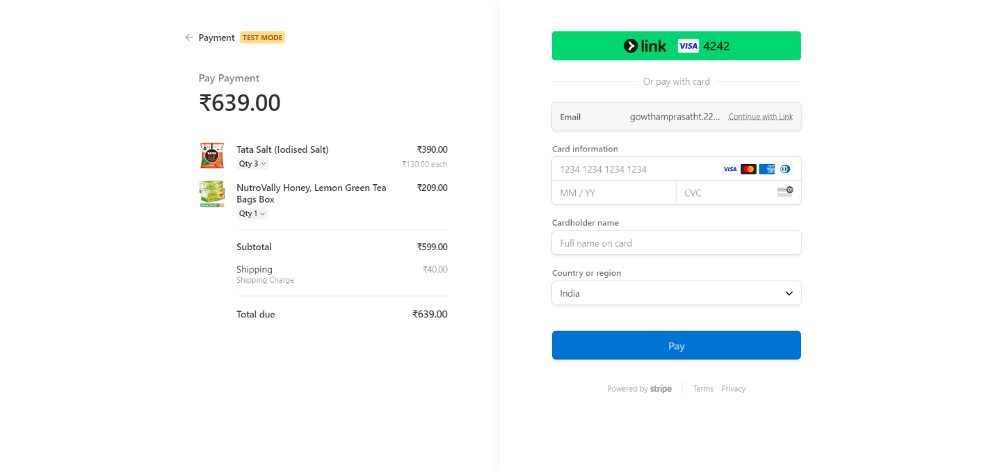 Payment TEST MODE
Pay Payment
₹639.00
Tata Salt (Iodised Salt) ₹390.00
Qty 3 ₹130.00 each
NutroVally Honey, Lemon Green Tea ₹209.00
Bags Box
Qty 1
Subtotal ₹599.00
Shipping ₹40.00
Shipping Charge
Total due ₹639.00
link VISA 4242
Or pay with card
Email gowthamprasatht.22... Continue with Link
Card information
1234 1234 1234 1234 VISA
MM / YY CVC
Cardholder name
Full name on card
Country or region
India
Pay
Powered by stripe Terms Privacy